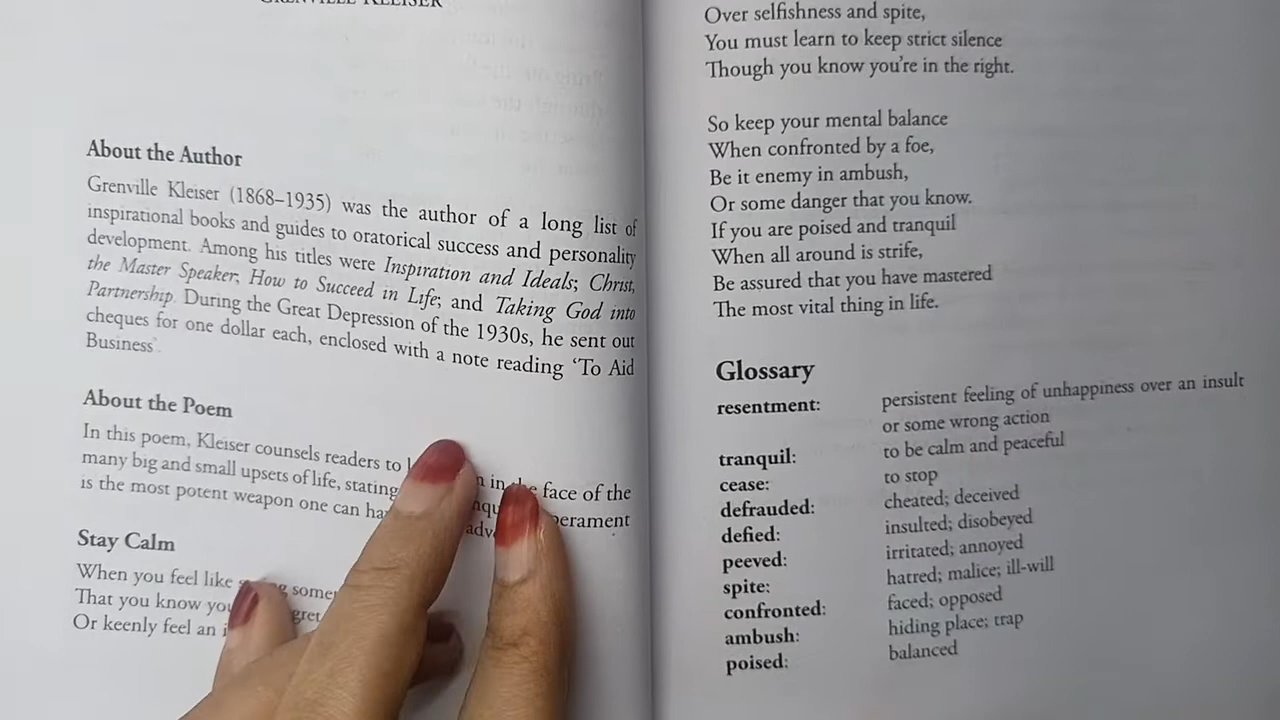 GRENVILLE KLEISER
About the Author
Grenville Kleiser (1868–1935) was the author of a long list of
inspirational books and guides to oratorical success and personality
development. Among his titles were Inspiration and Ideals; Christ,
the Master Speaker; How to Succeed in Life; and Taking God into
Partnership. During the Great Depression of the 1930s, he sent out
cheques for one dollar each, enclosed with a note reading ‘To Aid
Business’.
About the Poem
In this poem, Kleiser counsels readers to in face of the
many big and small upsets of life, stating
is the most potent weapon one can
Stay Calm
When you feel like
That you know
Or keenly feel an
Over selfishness and spite,
You must learn to keep strict silence
Though you know you're in the right.
So keep your mental balance
When confronted by a foe,
Be it enemy in ambush,
Or some danger that you know.
If you are poised and tranquil
When all around is strife,
Be assured that you have mastered
The most vital thing in life.
Glossary
resentment: persistent feeling of unhappiness over an insult
or some wrong action
tranquil: to be calm and peaceful
cease: to stop
defrauded: cheated; deceived
defied: insulted; disobeyed
peeved: irritated; annoyed
spite: hatred; malice; ill-will
confronted: faced; opposed
ambush: hiding place; trap
poised: balanced